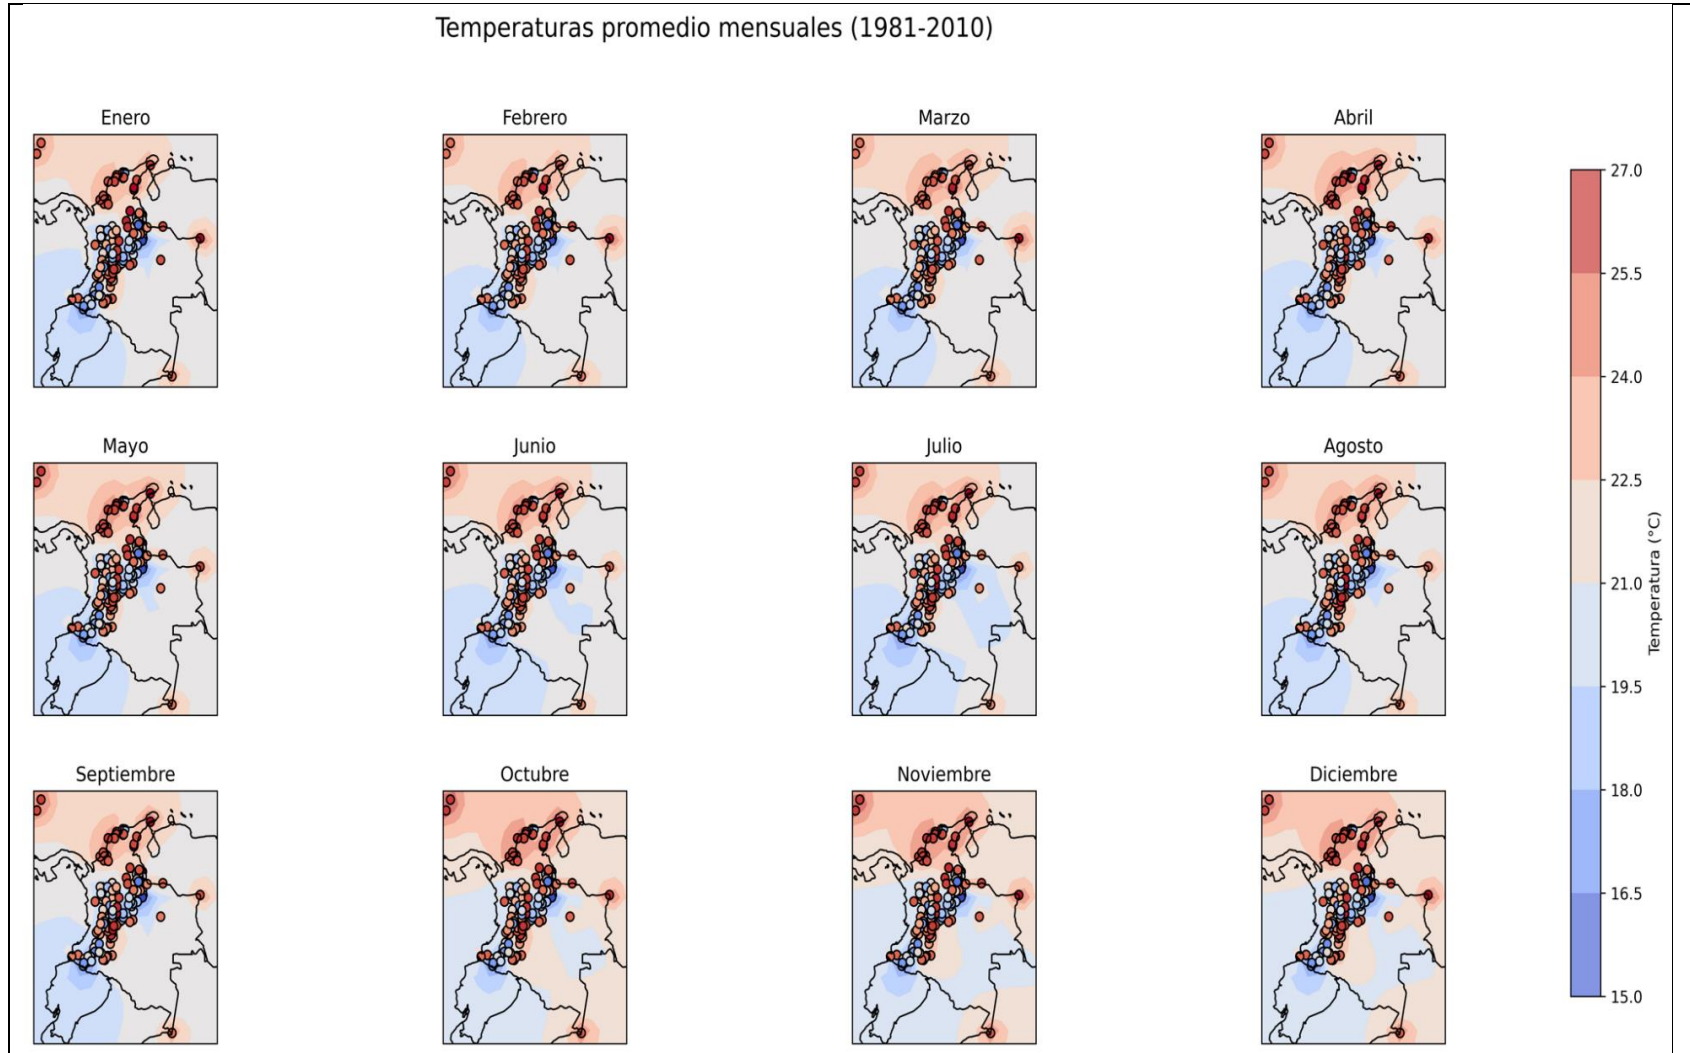 Temperaturas promedio mensuales (1981-2010)
Enero
Febrero
Marzo
Abril
Mayo
Junio
Julio
Agosto
Septiembre
Octubre
Noviembre
Diciembre
27.0
25.5
24.0
22.5
21.0
19.5
18.0
16.5
15.0
Temperatura (°C)